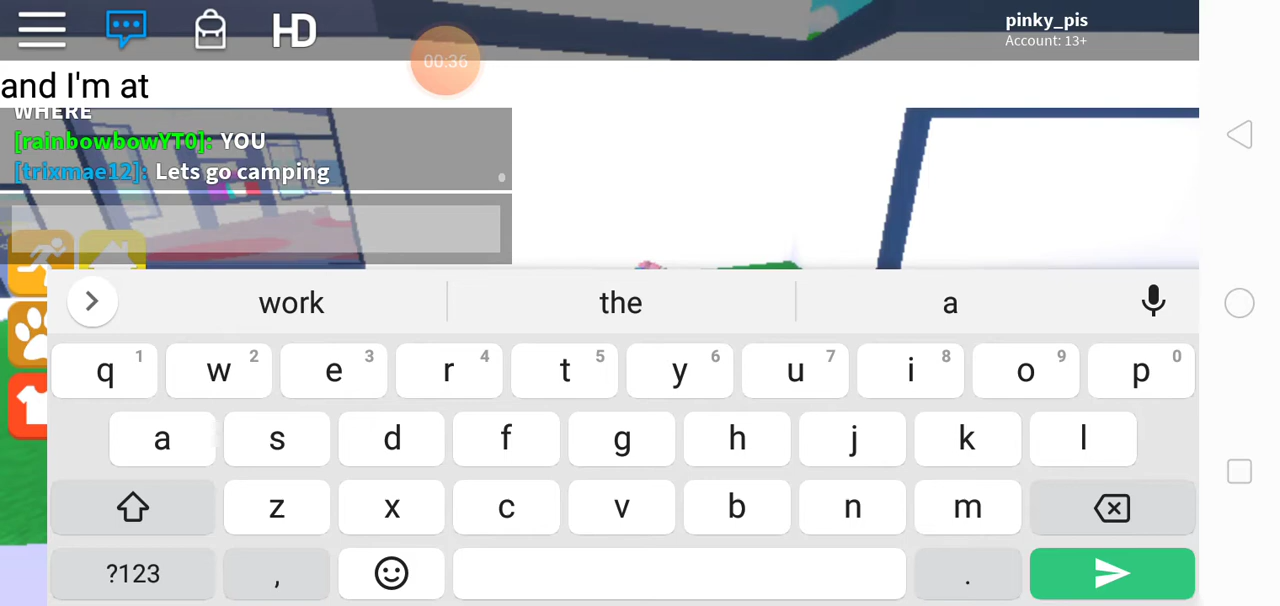 HD
pinky_pis
Account: 13+
00:36
and I'm at
WHERE
[rainbowbowYT0]: YOU
[trixmae12]: Lets go camping
work the a
q 1 w 2 e 3 r 4 t 5 y 6 u 7 i 8 o 9 p 0
a s d f g h j k l
z x c v b n m
?123 , .